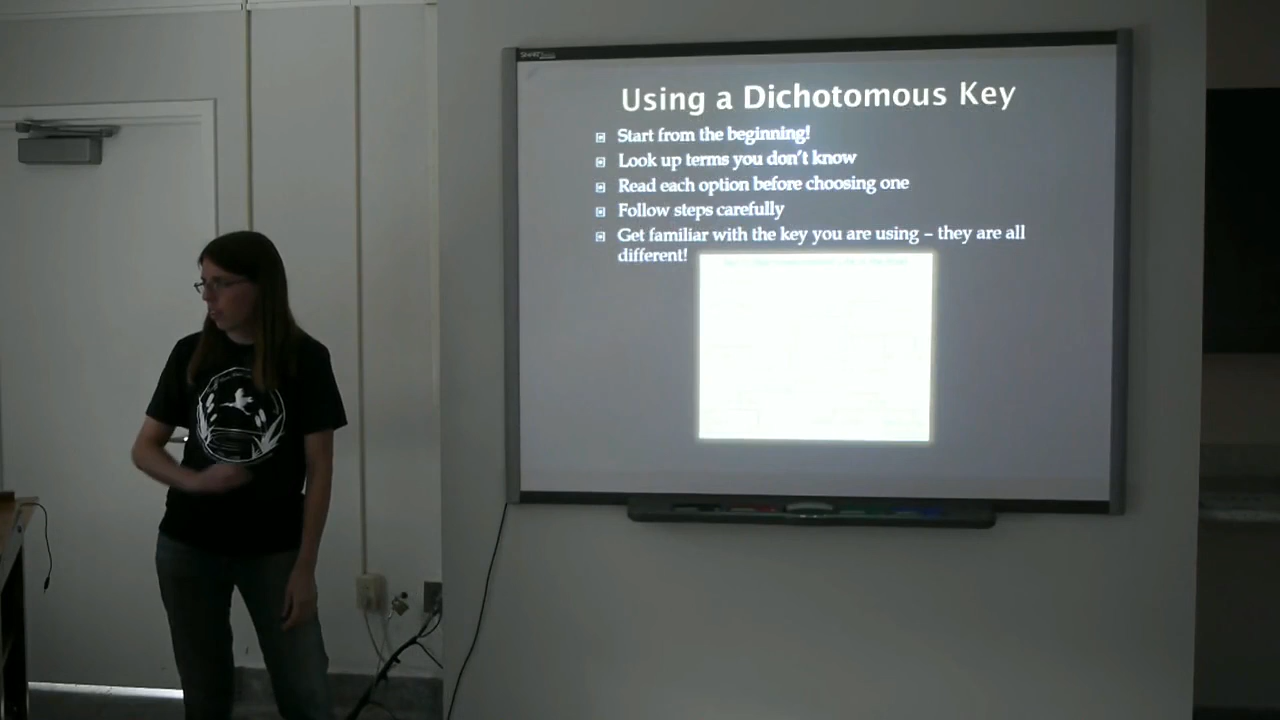 Using a Dichotomous Key
Start from the beginning!
Look up terms you don't know
Read each option before choosing one
Follow steps carefully
Get familiar with the key you are using – they are all
different!